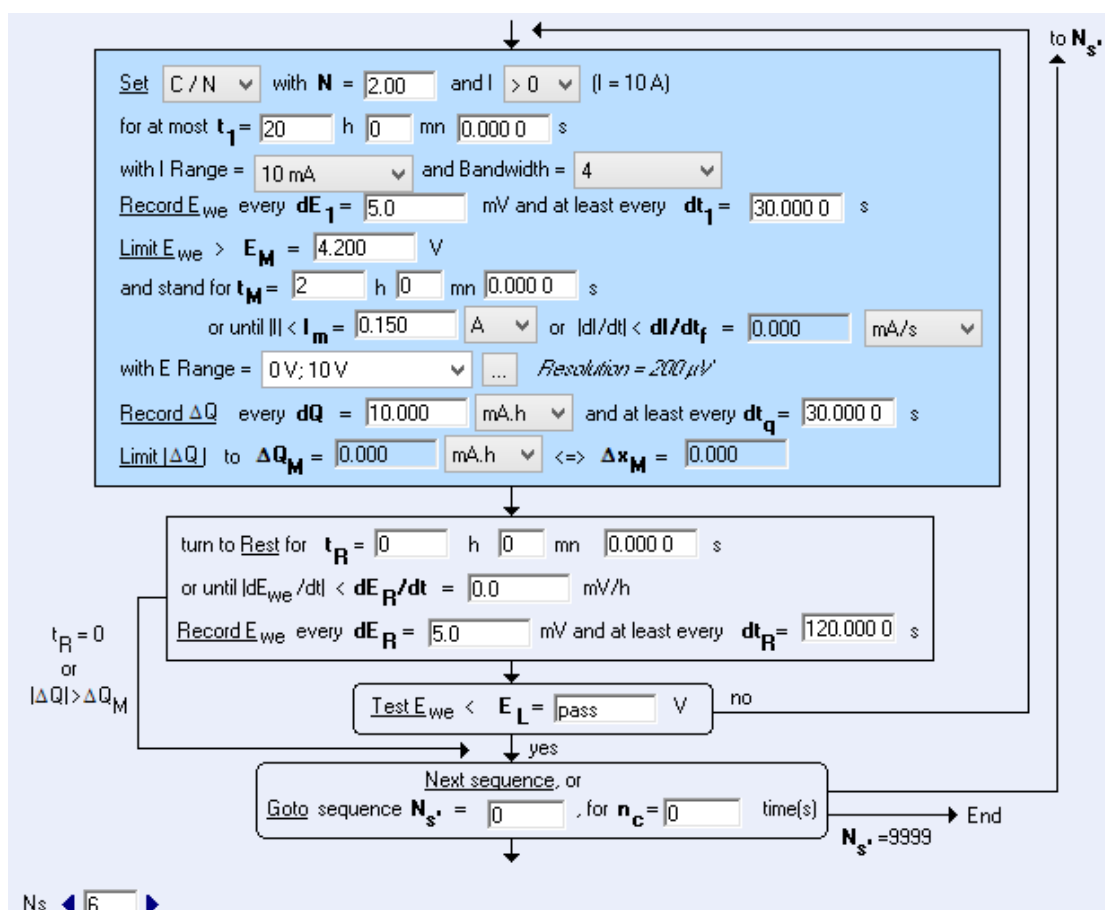 to Ns'
Set C / N with N = 2.00 and I > 0 (I = 10 A)
for at most t1 = 20 h 0 mn 0.000 0 s
with I Range = 10 mA and Bandwidth = 4
Record Ewe every dE1 = 5.0 mV and at least every dt1 = 30.000 0 s
Limit Ewe > EM = 4.200 V
and stand for tM = 2 h 0 mn 0.000 0 s
or until |I| < Im = 0.150 A or |dI/dt| < dI/dtf = 0.000 mA/s
with E Range = 0 V; 10 V ... Resolution = 200 µV
Record ΔQ every dQ = 10.000 mA.h and at least every dtq = 30.000 0 s
Limit |ΔQ| to ΔQM = 0.000 mA.h <=> ΔxM = 0.000
turn to Rest for tR = 0 h 0 mn 0.000 0 s
or until |dEwe/dt| < dER/dt = 0.0 mV/h
Record Ewe every dER = 5.0 mV and at least every dtR = 120.000 0 s
tR = 0
or
|ΔQ|>ΔQM
Test Ewe < EL = pass V
no
yes
Next sequence, or
Goto sequence Ns' = 0 , for nc = 0 time(s)
End
Ns' =9999
Ns 6